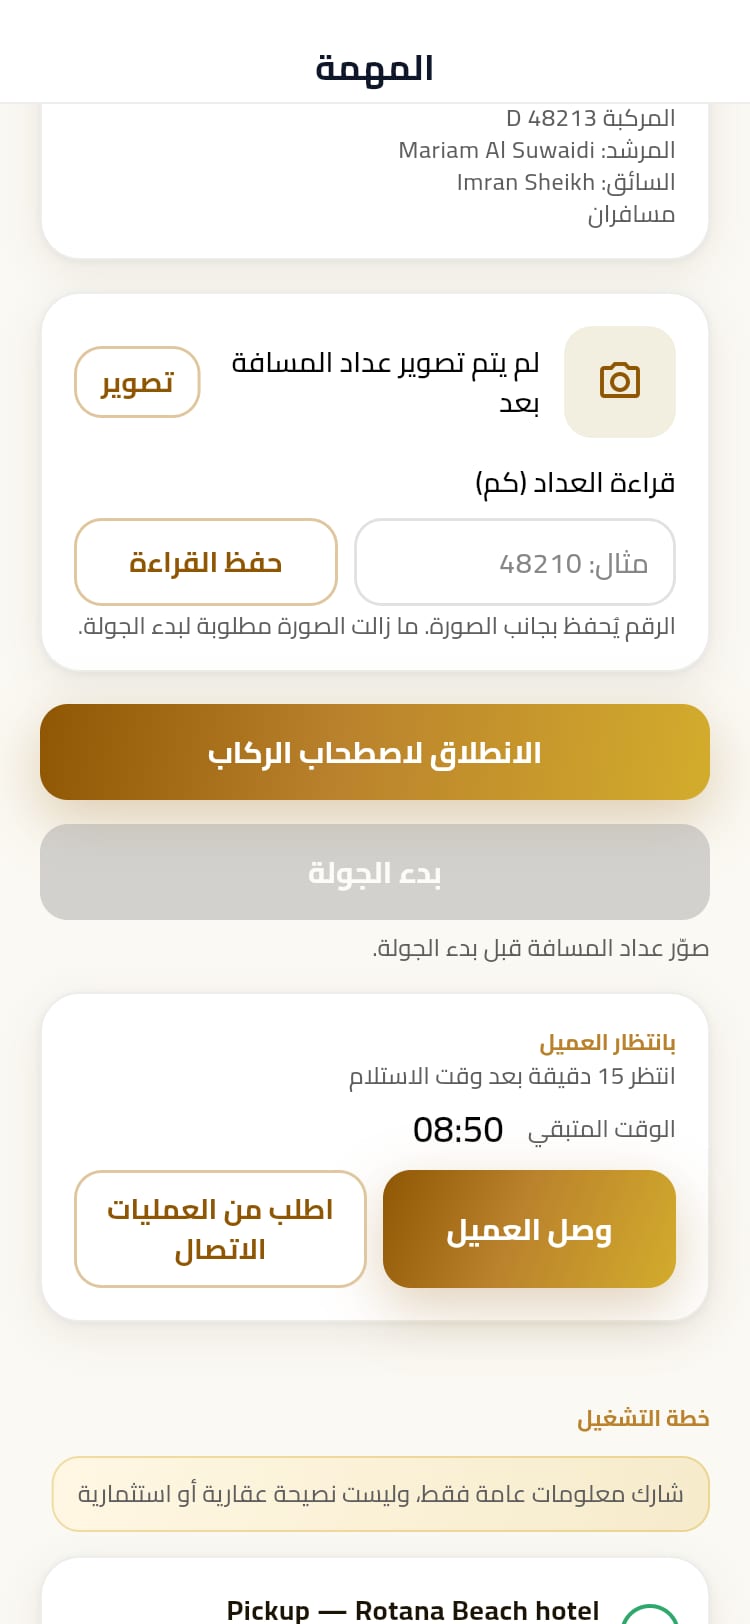 المهمة
المركبة D 48213
المرشد: Mariam Al Suwaidi
السائق: Imran Sheikh
مسافران
لم يتم تصوير عداد المسافة
بعد
تصوير
قراءة العداد (كم)
مثال: 48210
حفظ القراءة
الرقم يُحفظ بجانب الصورة. ما زالت الصورة مطلوبة لبدء الجولة.
الانطلاق لاصطحاب الركاب
بدء الجولة
صوّر عداد المسافة قبل بدء الجولة.
بانتظار العميل
انتظر 15 دقيقة بعد وقت الاستلام
الوقت المتبقي 08:50
وصل العميل
اطلب من العمليات
الاتصال
خطة التشغيل
شارك معلومات عامة فقط، وليست نصيحة عقارية أو استثمارية
Pickup — Rotana Beach hotel